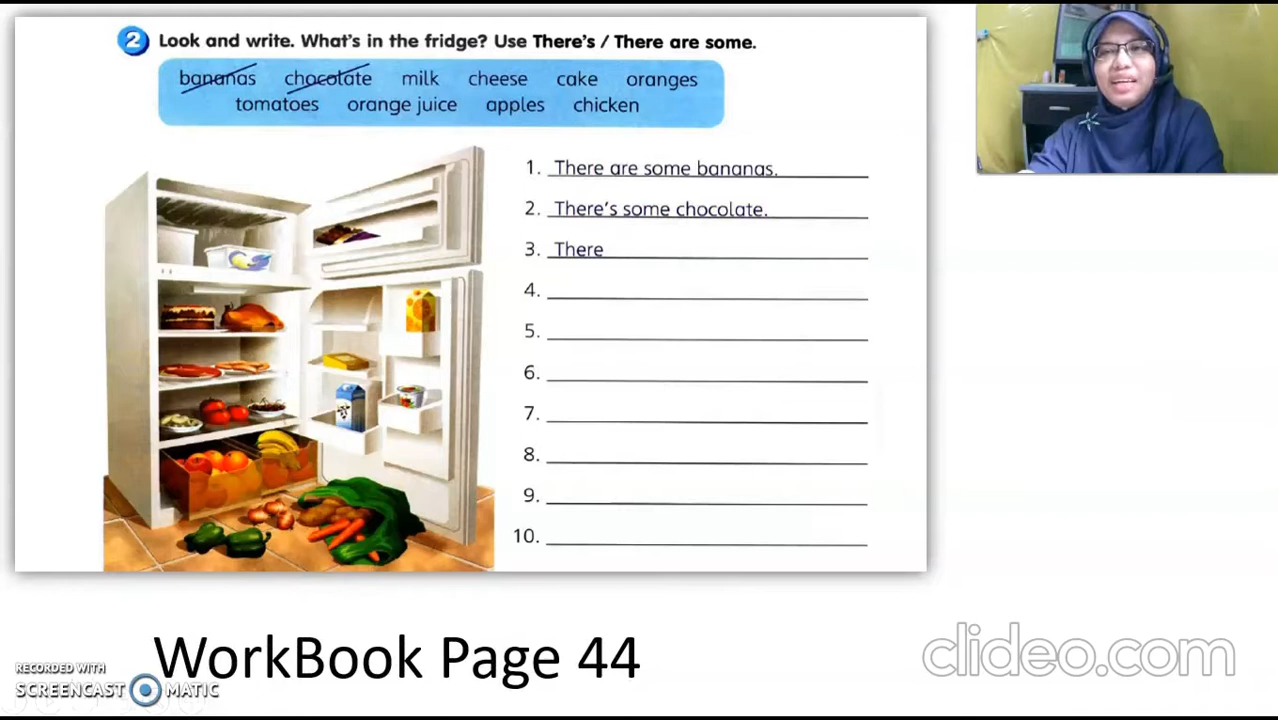 2 Look and write. What's in the fridge? Use There's / There are some.
bananas chocolate milk cheese cake oranges
tomatoes orange juice apples chicken
1. There are some bananas.
2. There's some chocolate.
3. There
4.
5.
6.
7.
8.
9.
10.
WorkBook Page 44
RECORDED WITH
SCREENCAST MATIC
clideo.com